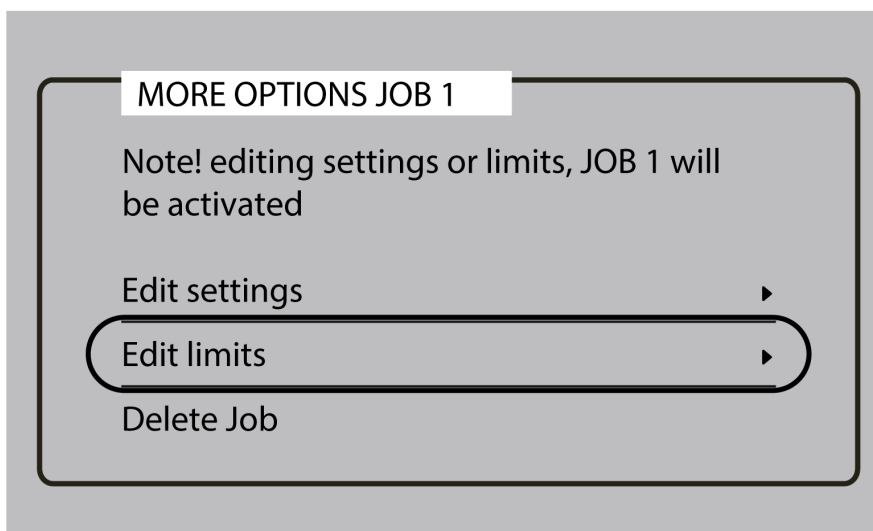 MORE OPTIONS JOB 1
Note! editing settings or limits, JOB 1 will
be activated
Edit settings
Edit limits
Delete Job